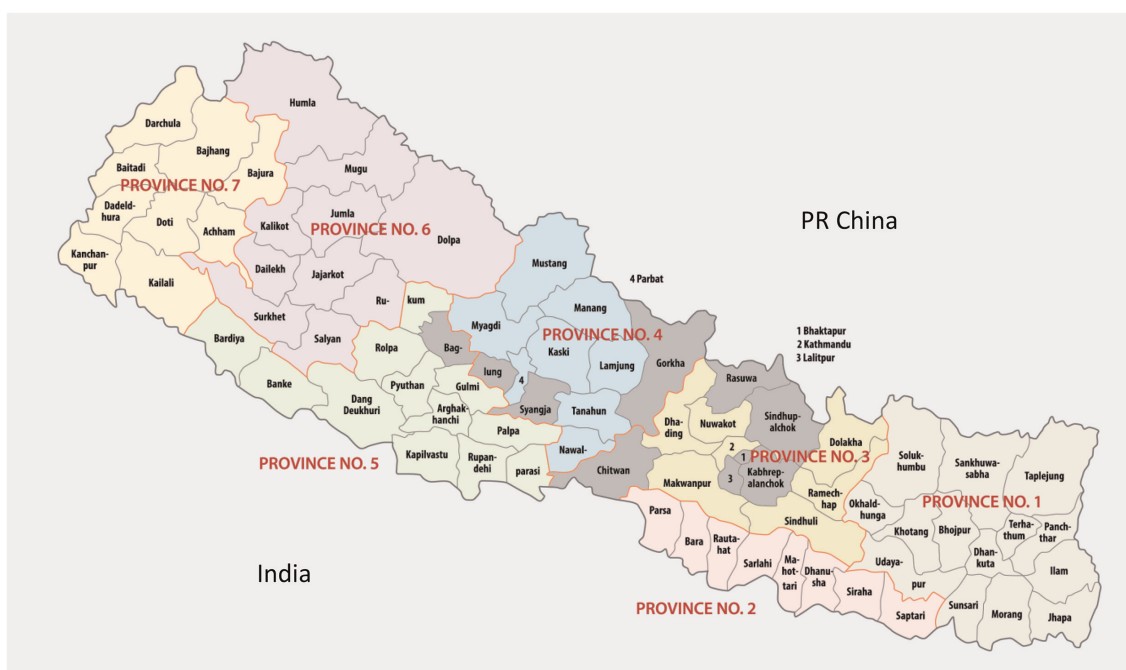 Humla
Darchula
Bajhang
Baitadi
Bajura
Mugu
PROVINCE NO. 7
Dadeld-
hura
Doti
Achham
Kalikot
Jumla
PROVINCE NO. 6
Dolpa
PR China
Kanchan-
pur
Kailali
Dailekh
Jajarkot
Mustang
4 Parbat
Ru-
kum
Manang
Surkhet
Myagdi
PROVINCE NO. 4
1 Bhaktapur
2 Kathmandu
3 Lalitpur
Bardiya
Salyan
Rolpa
Bag-
lung
Kaski
Lamjung
Gorkha
Rasuwa
Banke
Pyuthan
Gulmi
4
Dang
Deukhuri
Arghak-
hanchi
Syangja
Tanahun
Dha-
ding
Nuwakot
Sindhup-
alchok
Palpa
Dolakha
2
1
PROVINCE NO. 3
3
Kabhrep-
alanchok
Soluk-
humbu
Sankhuwa-
sabha
Taplejung
PROVINCE NO. 5
Kapilvastu
Rupan-
dehi
Nawal-
parasi
Chitwan
Makwanpur
Ramech-
hap
Okhald-
hunga
PROVINCE NO. 1
Parsa
Sindhuli
Khotang
Bhojpur
Terha-
thum
Panch-
thar
Bara
Rauta-
hat
Sarlahi
Ma-
hot-
tari
Dhanu-
sha
Udaya-
pur
Dhan-
kuta
Ilam
India
Siraha
PROVINCE NO. 2
Saptari
Sunsari
Morang
Jhapa